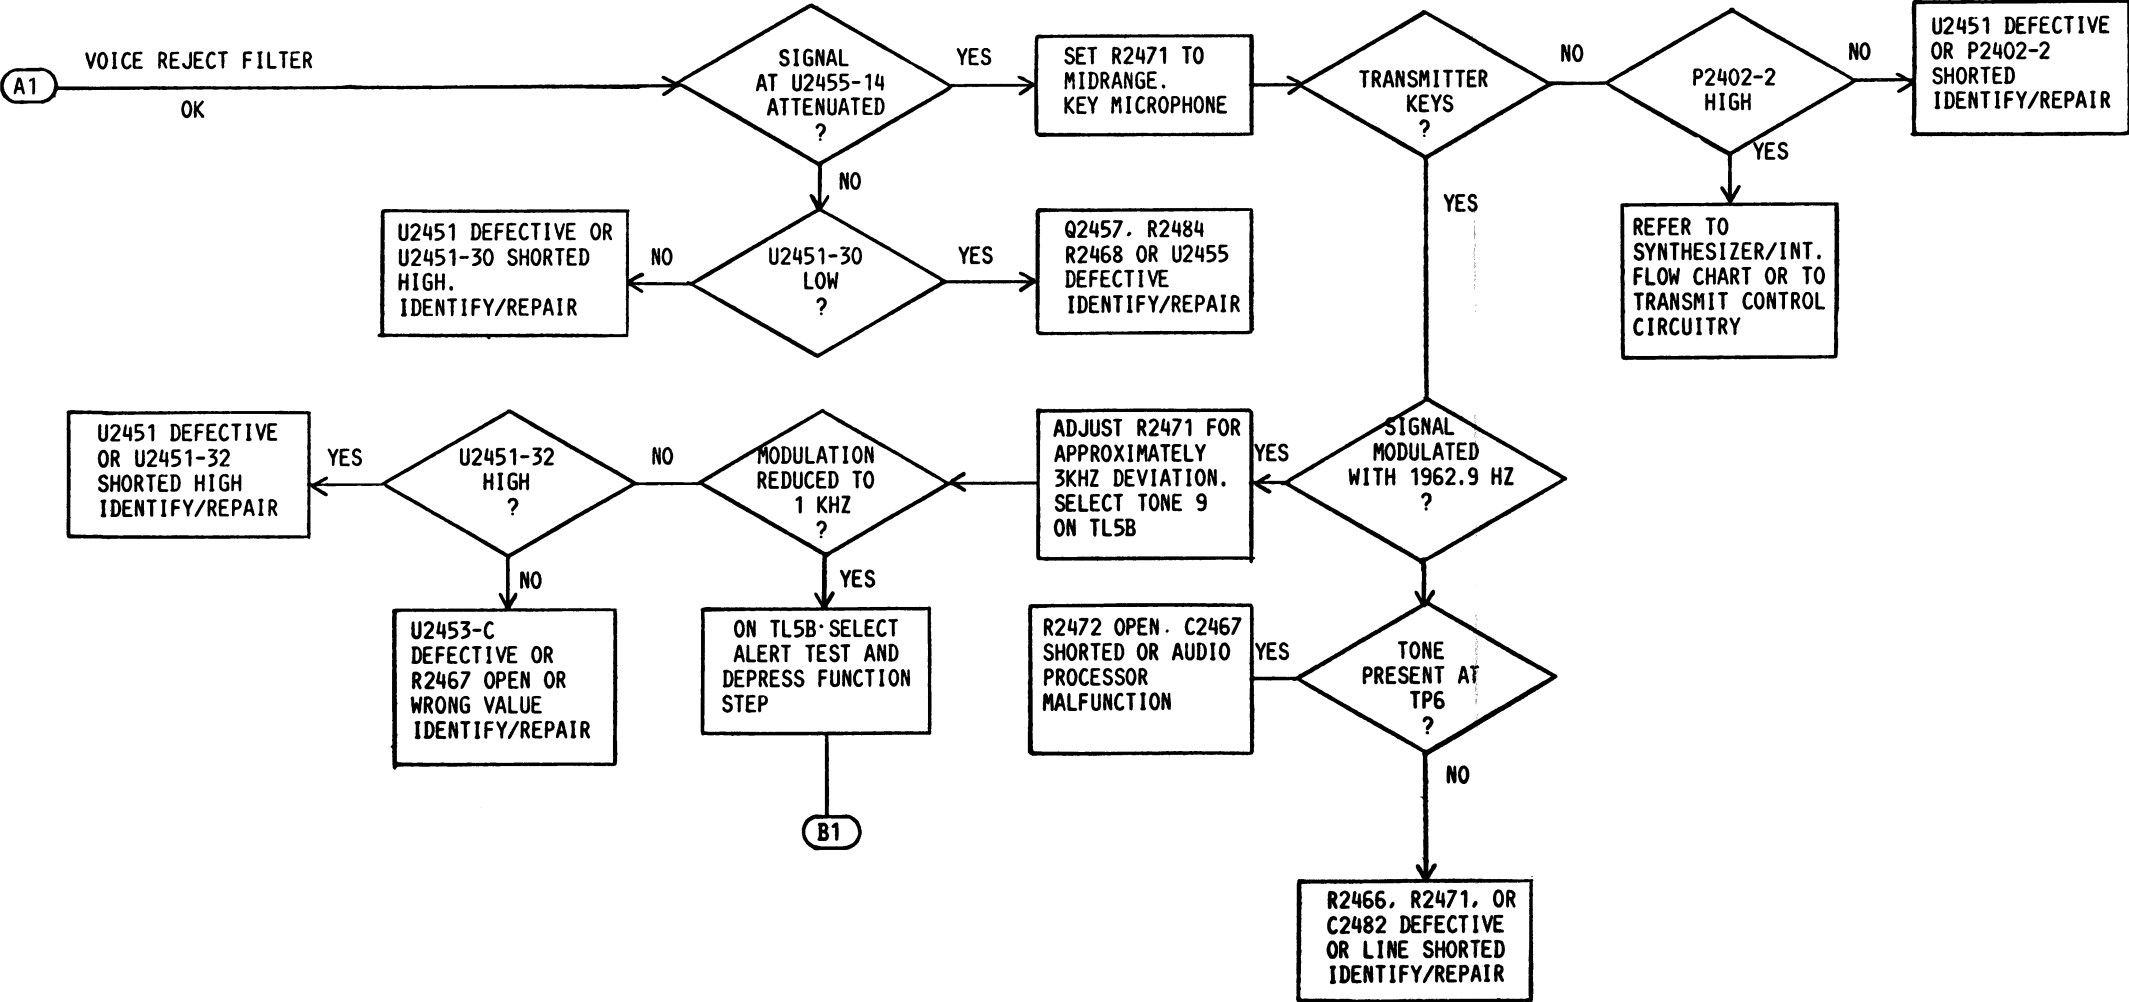 A1
VOICE REJECT FILTER
OK
SIGNAL
AT U2455-14
ATTENUATED
?
YES
SET R2471 TO
MIDRANGE.
KEY MICROPHONE
TRANSMITTER
KEYS
?
NO
P2402-2
HIGH
NO
U2451 DEFECTIVE
OR P2402-2
SHORTED
IDENTIFY/REPAIR
YES
REFER TO
SYNTHESIZER/INT.
FLOW CHART OR TO
TRANSMIT CONTROL
CIRCUITRY
NO
U2451-30
LOW
?
NO
U2451 DEFECTIVE OR
U2451-30 SHORTED
HIGH.
IDENTIFY/REPAIR
YES
Q2457. R2484
R2468 OR U2455
DEFECTIVE
IDENTIFY/REPAIR
YES
SIGNAL
MODULATED
WITH 1962.9 HZ
?
YES
ADJUST R2471 FOR
APPROXIMATELY
3KHZ DEVIATION.
SELECT TONE 9
ON TL5B
MODULATION
REDUCED TO
1 KHZ
?
NO
U2451-32
HIGH
?
YES
U2451 DEFECTIVE
OR U2451-32
SHORTED HIGH
IDENTIFY/REPAIR
NO
U2453-C
DEFECTIVE OR
R2467 OPEN OR
WRONG VALUE
IDENTIFY/REPAIR
YES
ON TL5B·SELECT
ALERT TEST AND
DEPRESS FUNCTION
STEP
B1
TONE
PRESENT AT
TP6
?
YES
R2472 OPEN. C2467
SHORTED OR AUDIO
PROCESSOR
MALFUNCTION
NO
R2466. R2471, OR
C2482 DEFECTIVE
OR LINE SHORTED
IDENTIFY/REPAIR